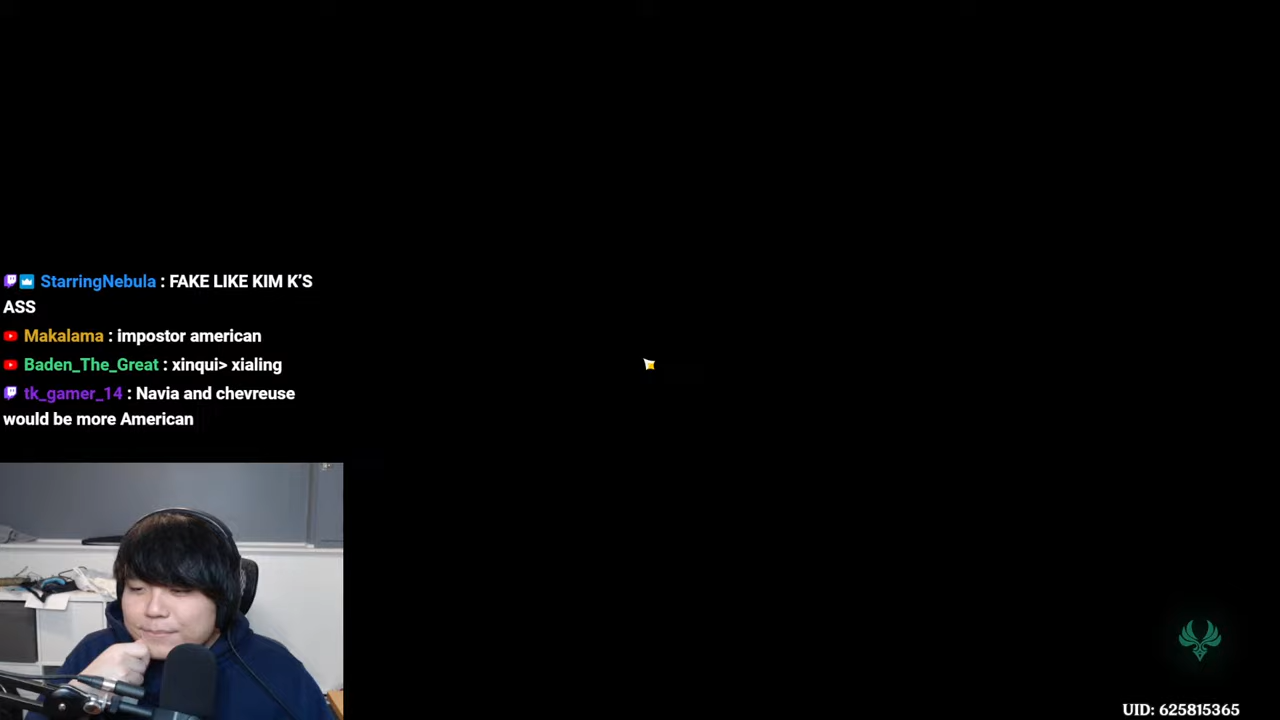 StarringNebula : FAKE LIKE KIM K'S
ASS
Makalama : impostor american
Baden_The_Great : xinqui> xialing
tk_gamer_14 : Navia and chevreuse
would be more American
UID: 625815365